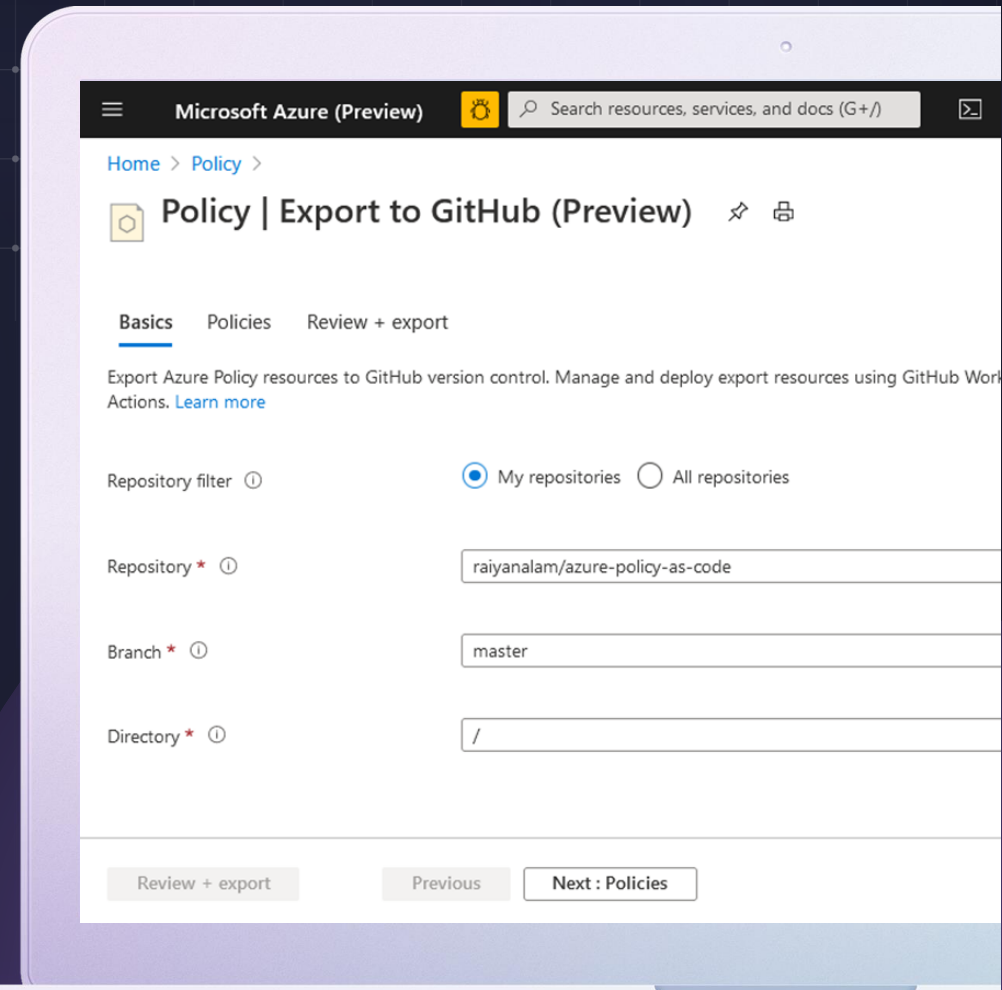 Microsoft Azure (Preview)
Search resources, services, and docs (G+/)
Home > Policy >
Policy | Export to GitHub (Preview)
Basics Policies Review + export
Export Azure Policy resources to GitHub version control. Manage and deploy export resources using GitHub
Actions. Learn more
Repository filter
My repositories All repositories
Repository *
raiyanalam/azure-policy-as-code
Branch *
master
Directory *
/
Review + export Previous Next : Policies